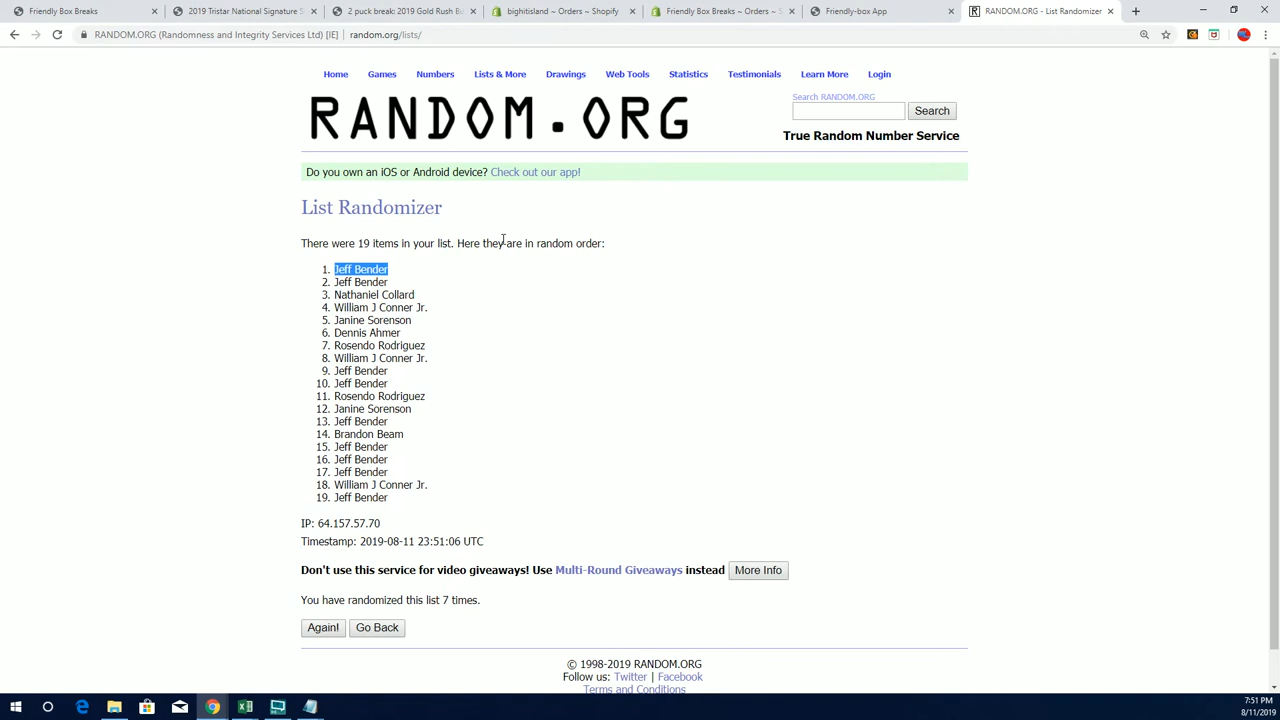 Friendly Box Breaks
2019 Tristar National Signature S
2 puck break 2019 Gold Rush B
bighitisland ~ Orders ~ Shopify
Friendly Box Breaks ~ Orders ~ S
Friendly-box App
RANDOM.ORG - List Randomizer
RANDOM.ORG (Randomness and Integrity Services Ltd) [IE] | random.org/lists/
Home Games Numbers Lists & More Drawings Web Tools Statistics Testimonials Learn More Login
RANDOM.ORG
Search RANDOM.ORG
Search
True Random Number Service
Do you own an iOS or Android device? Check out our app!
List Randomizer
There were 19 items in your list. Here they are in random order:
1. Jeff Bender
2. Jeff Bender
3. Nathaniel Collard
4. William J Conner Jr.
5. Janine Sorenson
6. Dennis Ahmer
7. Rosendo Rodriguez
8. William J Conner Jr.
9. Jeff Bender
10. Jeff Bender
11. Rosendo Rodriguez
12. Janine Sorenson
13. Jeff Bender
14. Brandon Beam
15. Jeff Bender
16. Jeff Bender
17. Jeff Bender
18. William J Conner Jr.
19. Jeff Bender
IP: 64.157.57.70
Timestamp: 2019-08-11 23:51:06 UTC
Don't use this service for video giveaways! Use Multi-Round Giveaways instead More Info
You have randomized this list 7 times.
Again! Go Back
© 1998-2019 RANDOM.ORG
Follow us: Twitter | Facebook
Terms and Conditions
7:51 PM
8/11/2019